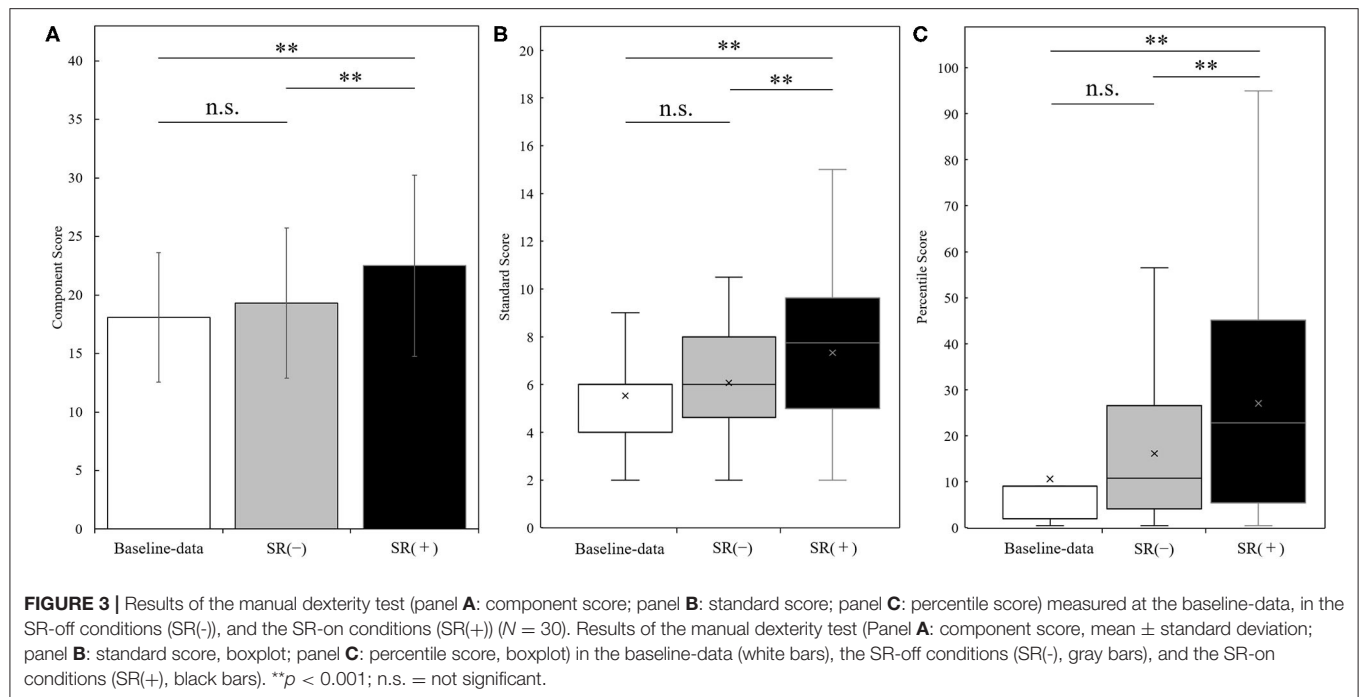 A
**
**
n.s.
40
35
30
25
20
15
10
5
0
Component Score
Baseline-data
SR(−)
SR(+)
B
**
**
n.s.
20
18
16
14
12
10
8
6
4
2
0
Standard Score
Baseline-data
SR(−)
SR(+)
C
**
**
n.s.
100
90
80
70
60
50
40
30
20
10
0
Percentile Score
Baseline-data
SR(−)
SR(+)
FIGURE 3 | Results of the manual dexterity test (panel A: component score; panel B: standard score; panel C: percentile score) measured at the baseline-data, in the
SR-off conditions (SR(-)), and the SR-on conditions (SR(+)) (N = 30). Results of the manual dexterity test (Panel A: component score, mean ± standard deviation;
panel B: standard score, boxplot; panel C: percentile score, boxplot) in the baseline-data (white bars), the SR-off conditions (SR(-), gray bars), and the SR-on
conditions (SR(+), black bars). **p < 0.001; n.s. = not significant.